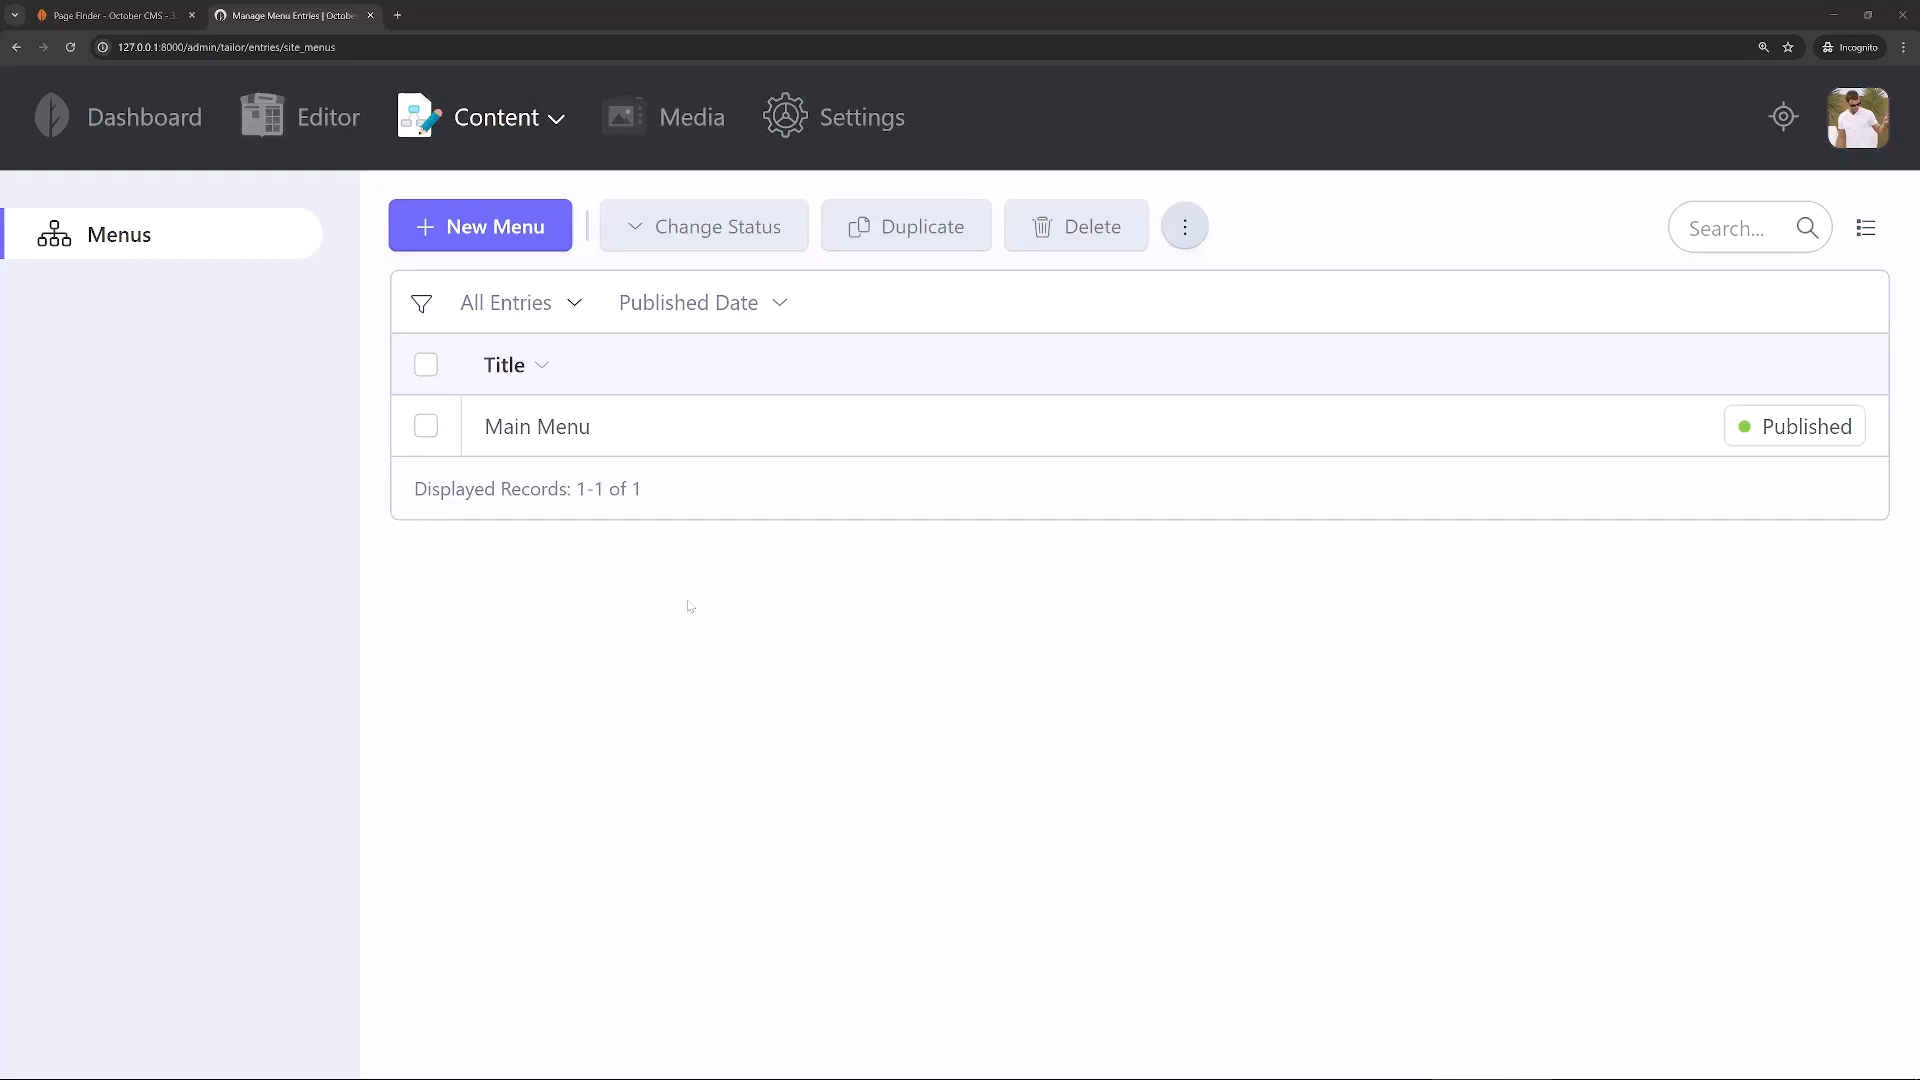 Page Finder - October CMS - 3.
Manage Menu Entries | Octobe
127.0.0.1:8000/admin/tailor/entries/site_menus
Incognito
Dashboard
Editor
Content
Media
Settings
Menus
New Menu
Change Status
Duplicate
Delete
Search...
All Entries
Published Date
Title
Main Menu
Published
Displayed Records: 1-1 of 1